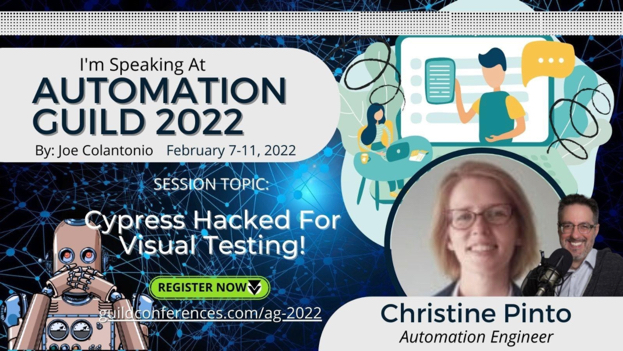 I'm Speaking At
AUTOMATION
GUILD 2022
By: Joe Colantonio February 7-11, 2022
SESSION TOPIC:
Cypress Hacked For
Visual Testing!
REGISTER NOW
guildconferences.com/ag-2022
Christine Pinto
Automation Engineer